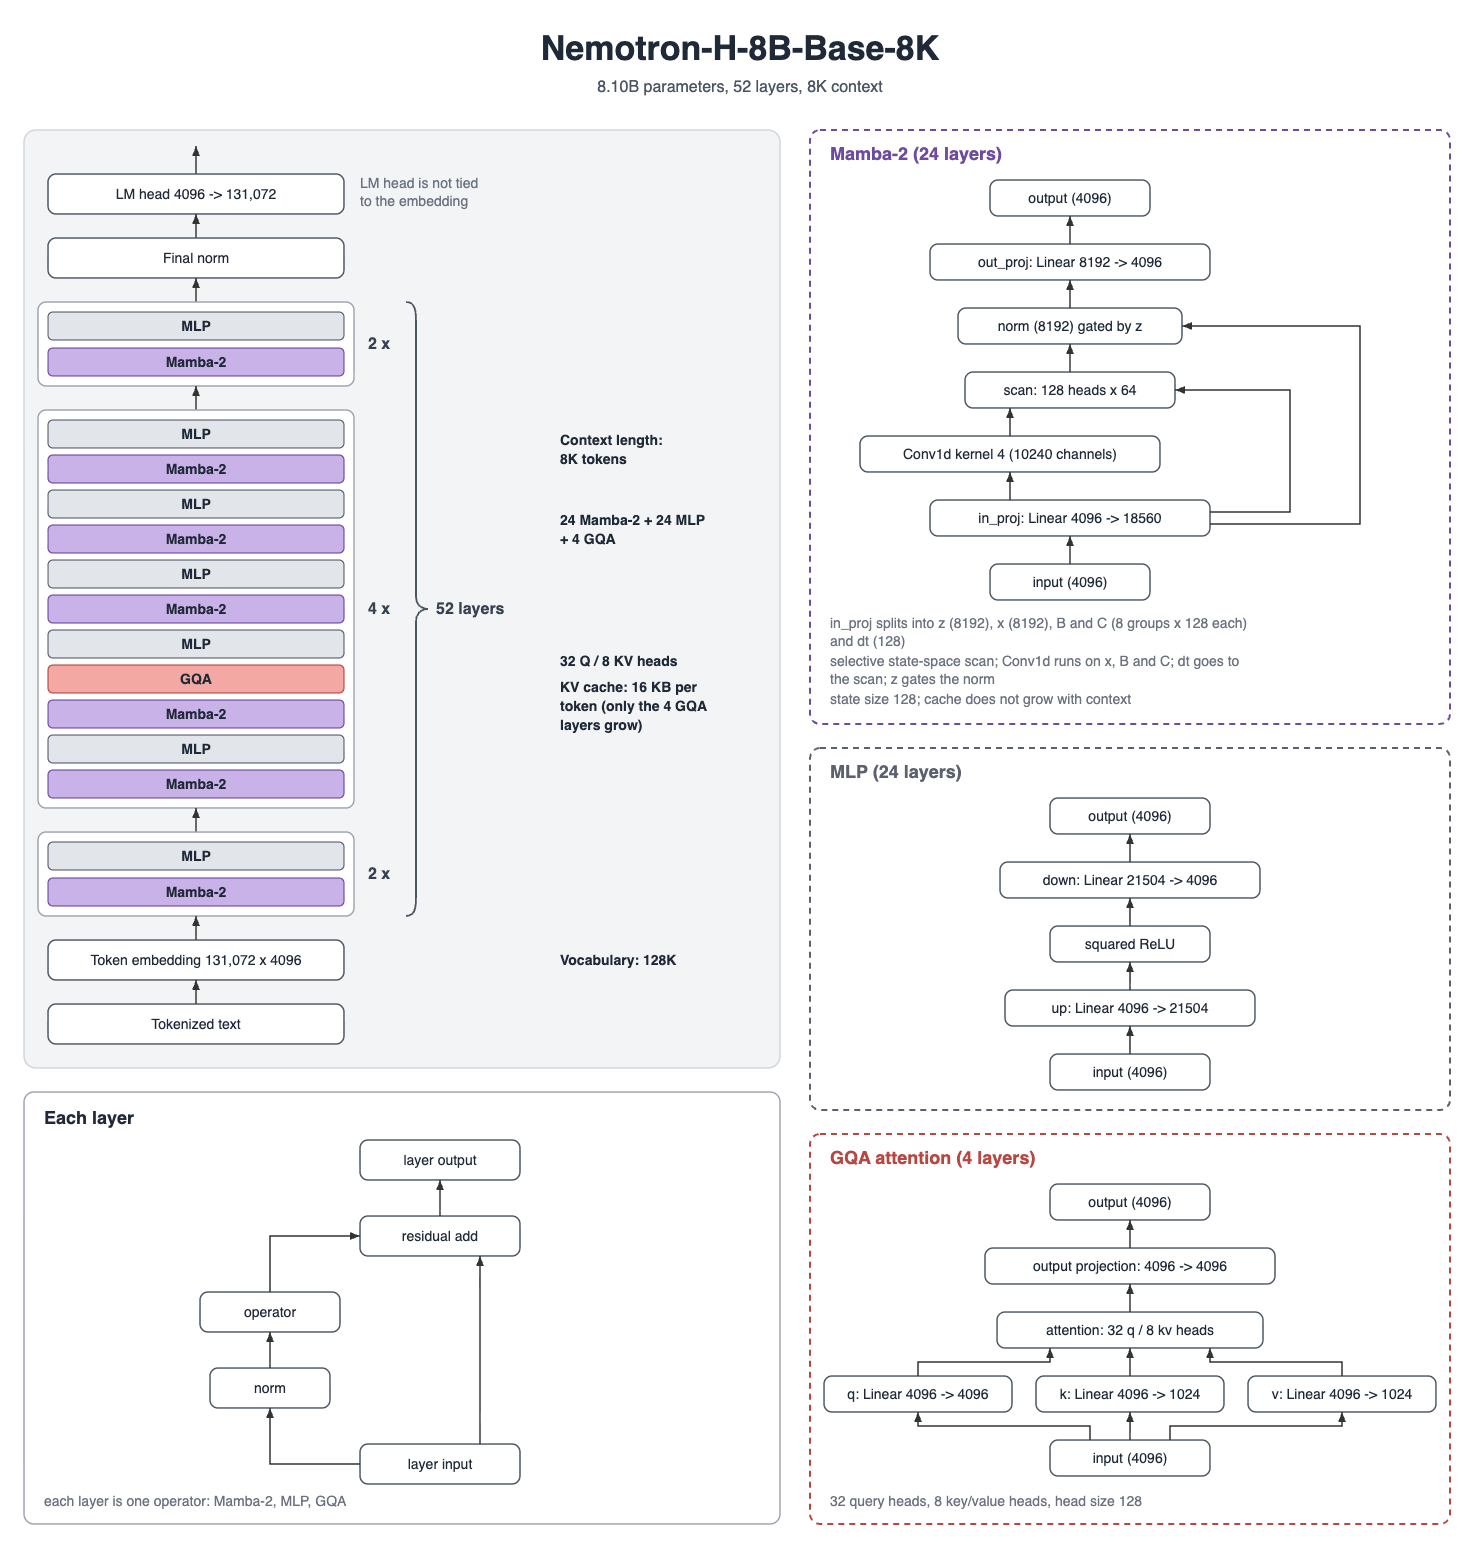 Nemotron-H-8B-Base-8K
8.10B parameters, 52 layers, 8K context
LM head 4096 -> 131,072
LM head is not tied
to the embedding
Final norm
MLP
Mamba-2
2 x
MLP
Mamba-2
MLP
Mamba-2
MLP
Mamba-2
MLP
GQA
Mamba-2
MLP
Mamba-2
4 x
52 layers
MLP
Mamba-2
2 x
Token embedding 131,072 x 4096
Tokenized text
Context length:
8K tokens
24 Mamba-2 + 24 MLP
+ 4 GQA
32 Q / 8 KV heads
KV cache: 16 KB per
token (only the 4 GQA
layers grow)
Vocabulary: 128K
Each layer
layer output
residual add
operator
norm
layer input
each layer is one operator: Mamba-2, MLP, GQA
Mamba-2 (24 layers)
output (4096)
out_proj: Linear 8192 -> 4096
norm (8192) gated by z
scan: 128 heads x 64
Conv1d kernel 4 (10240 channels)
in_proj: Linear 4096 -> 18560
input (4096)
in_proj splits into z (8192), x (8192), B and C (8 groups x 128 each)
and dt (128)
selective state-space scan; Conv1d runs on x, B and C; dt goes to
the scan; z gates the norm
state size 128; cache does not grow with context
MLP (24 layers)
output (4096)
down: Linear 21504 -> 4096
squared ReLU
up: Linear 4096 -> 21504
input (4096)
GQA attention (4 layers)
output (4096)
output projection: 4096 -> 4096
attention: 32 q / 8 kv heads
q: Linear 4096 -> 4096
k: Linear 4096 -> 1024
v: Linear 4096 -> 1024
input (4096)
32 query heads, 8 key/value heads, head size 128